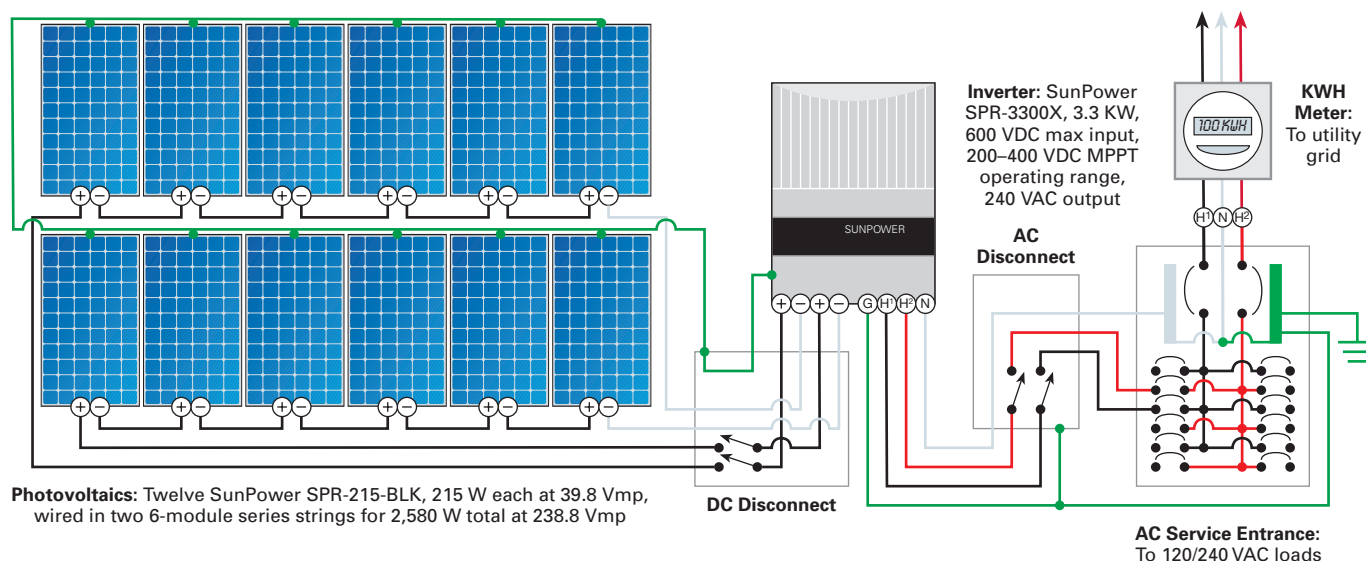 Photovoltaics: Twelve SunPower SPR-215-BLK, 215 W each at 39.8 Vmp,
wired in two 6-module series strings for 2,580 W total at 238.8 Vmp
+ − + − + − + − + − + −
+ − + − + − + − + − + −
DC Disconnect
SUNPOWER
+ − + − G H¹ H² N
Inverter: SunPower
SPR-3300X, 3.3 KW,
600 VDC max input,
200–400 VDC MPPT
operating range,
240 VAC output
AC
Disconnect
100 KWH
KWH
Meter:
To utility
grid
H¹ N H²
AC Service Entrance:
To 120/240 VAC loads